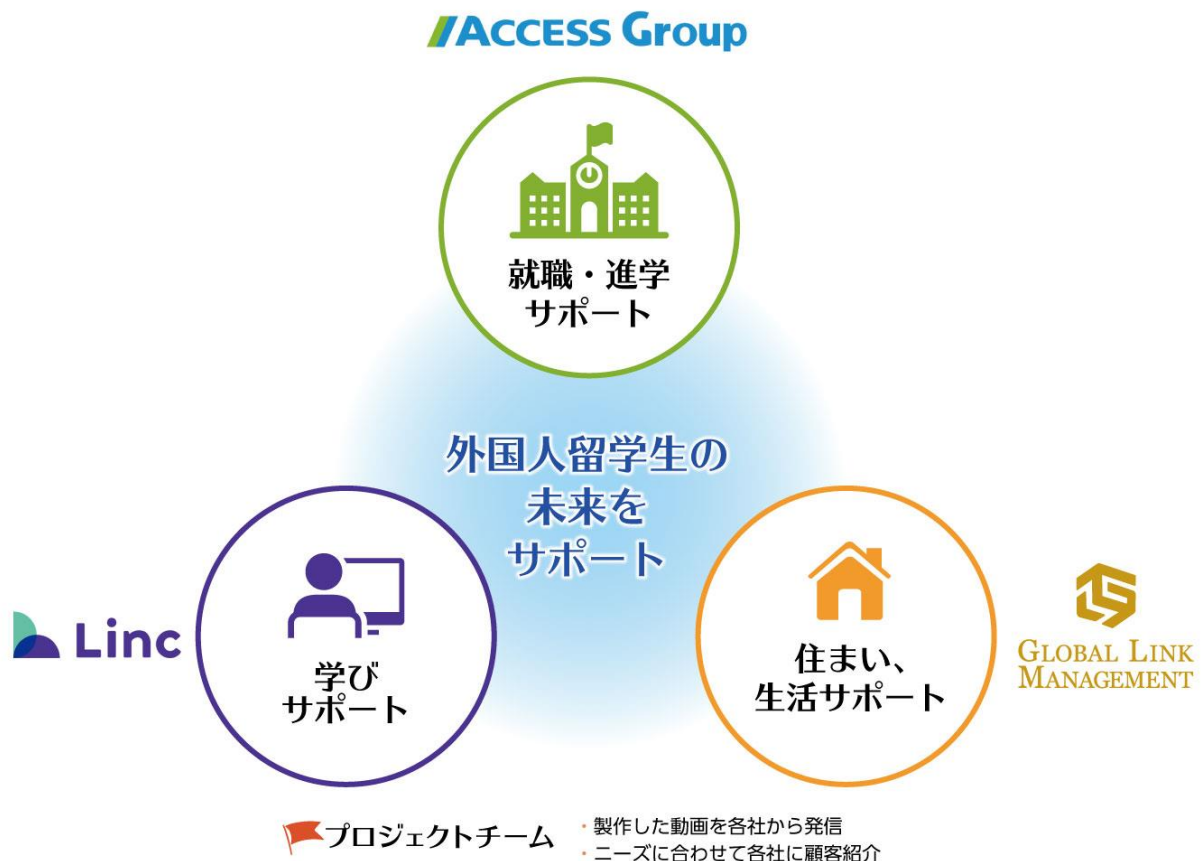 ACCESS Group
就職・進学
サポート
外国人留学生の
未来を
サポート
Linc
学び
サポート
住まい、
生活サポート
GLOBAL LINK
MANAGEMENT
プロジェクトチーム
・製作した動画を各社から発信
・ニーズに合わせて各社に顧客紹介